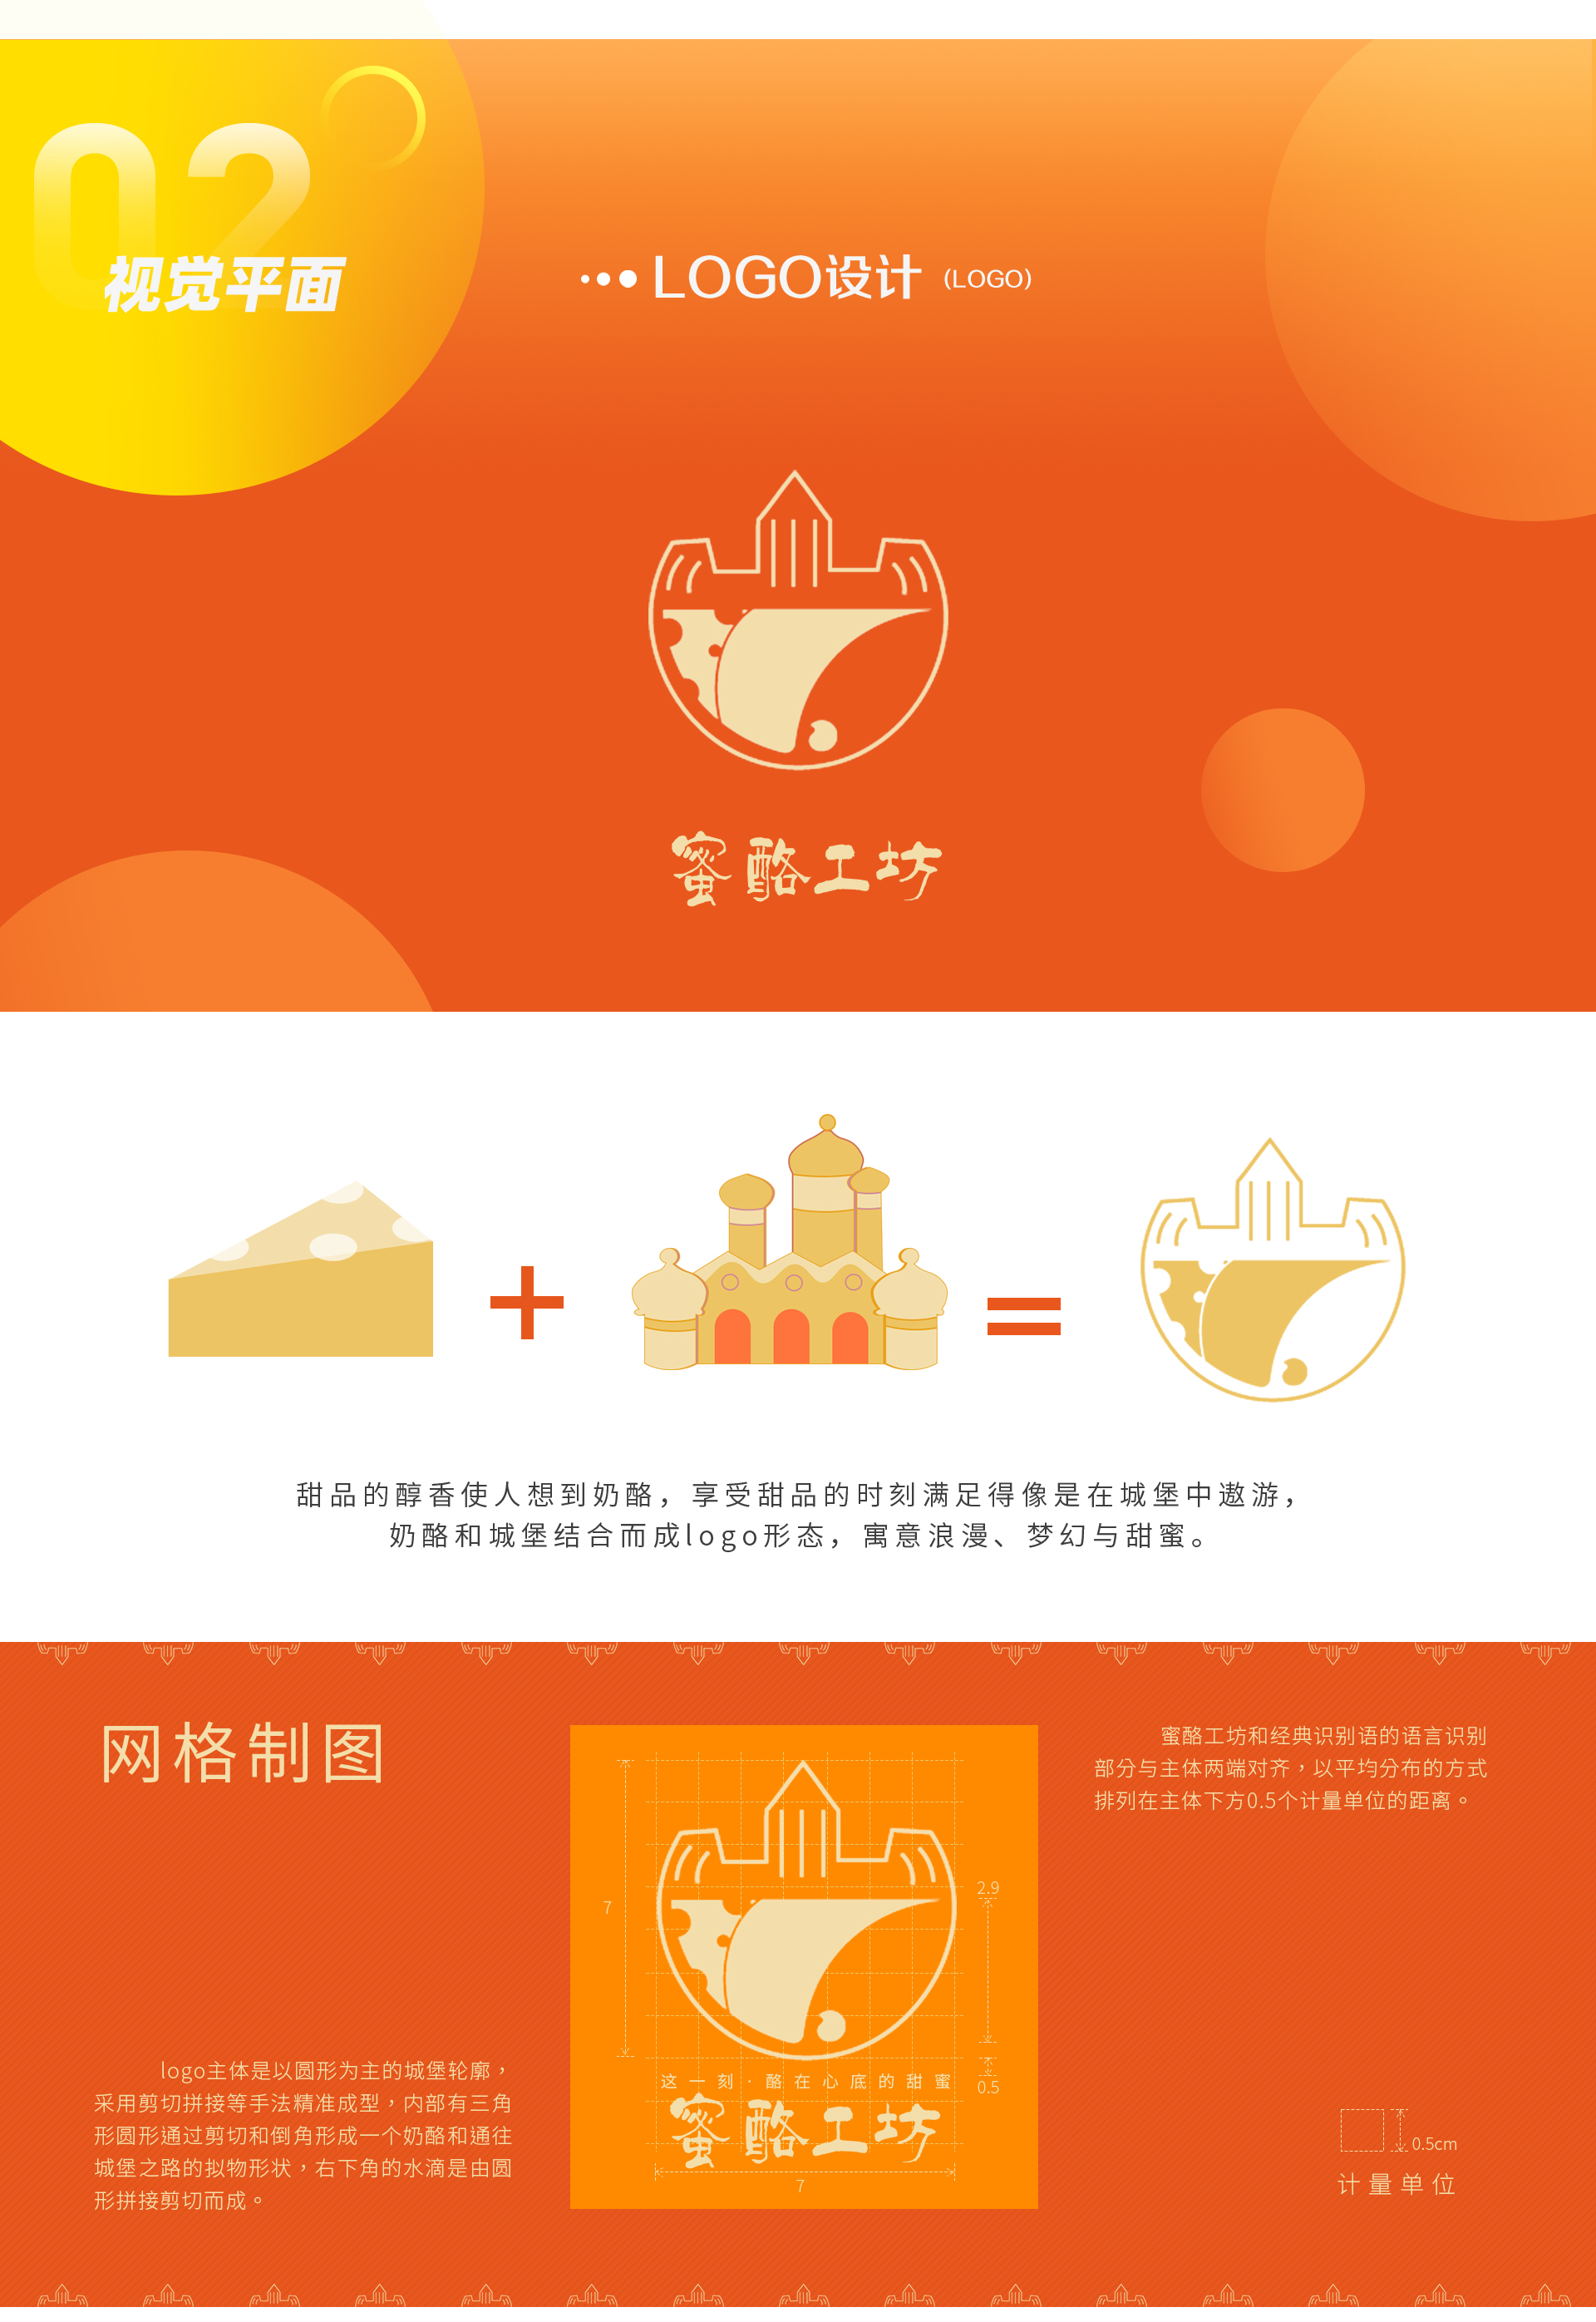 02
视觉平面
LOGO设计 (LOGO)
蜜酪工坊
甜品的醇香使人想到奶酪，享受甜品的时刻满足得像是在城堡中遨游，
奶酪和城堡结合而成logo形态，寓意浪漫、梦幻与甜蜜。
网格制图
蜜酪工坊和经典识别语的语言识别
部分与主体两端对齐，以平均分布的方式
排列在主体下方0.5个计量单位的距离。
7
2.9
0.5
这一刻·酪在心底的甜蜜
蜜酪工坊
7
logo主体是以圆形为主的城堡轮廓，
采用剪切拼接等手法精准成型，内部有三角
形圆形通过剪切和倒角形成一个奶酪和通往
城堡之路的拟物形状，右下角的水滴是由圆
形拼接剪切而成。
0.5cm
计量单位